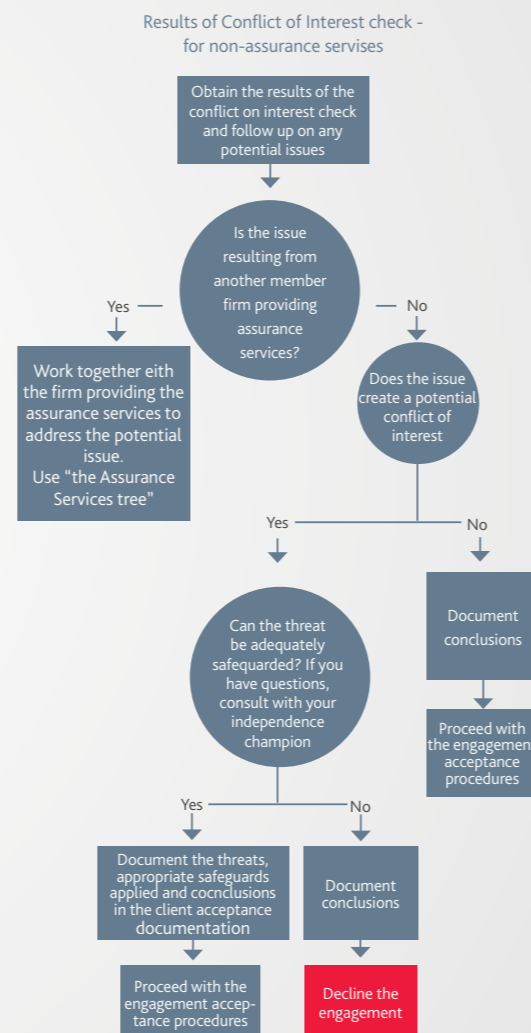 Results of Conflict of Interest check -
for non-assurance servises
Obtain the results of the
conflict on interest check
and follow up on any
potential issues
Is the issue
resulting from
another member
firm providing
assurance
services?
Yes
No
Work together eith
the firm providing the
assurance services to
address the potential
issue.
Use “the Assurance
Services tree”
Does the issue
create a potential
conflict of
interest
Yes
No
Can the threat
be adequately
safequarded? If you
have questions,
consult with your
independence
champion
Document
conclusions
Proceed with
the engagemen
acceptance
procedures
Yes
No
Document the threats,
appropriate safeguards
applied and cocnclusions
in the client acceptance
documentation
Document
conclusions
Proceed with the
engagement accep-
tance procedures
Decline the
engagement